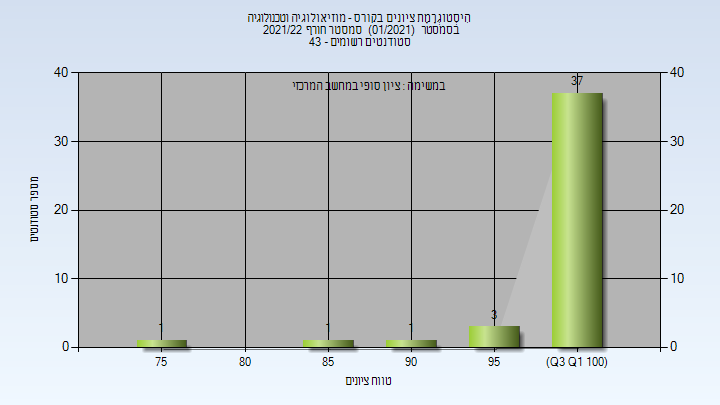 היסטוגרמת ציונים בקורס - מוזיאולוגיה וטכנולוגיה
בסמסטר (01/2021) סמסטר חורף 2021/22
סטודנטים רשומים - 43
במשימה : ציון סופי במחשב המרכזי
40
30
20
10
0
40
30
20
10
0
מספר סטודנטים
1
1
1
3
37
75
80
85
90
95
(Q3 Q1 100)
טווח ציונים